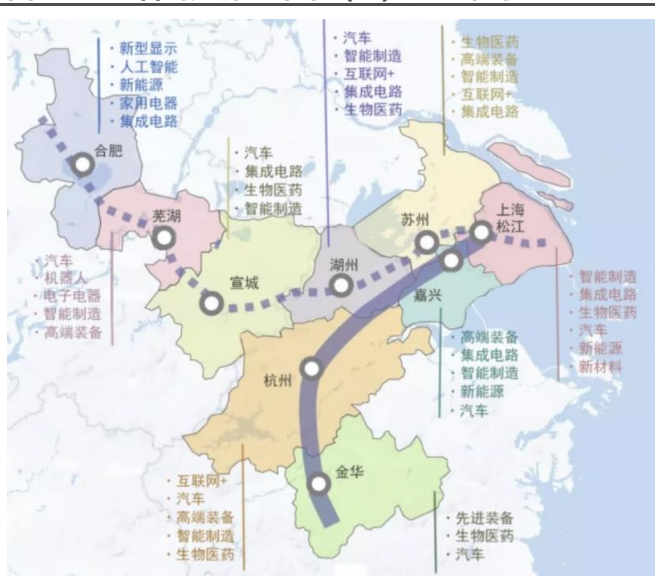 · 新型显示
· 人工智能
· 新能源
· 家用电器
· 集成电路
合肥
· 汽车
· 智能制造
· 互联网+
· 集成电路
· 生物医药
· 生物医药
· 高端装备
· 智能制造
· 互联网+
· 集成电路
· 汽车
· 集成电路
· 生物医药
· 智能制造
芜湖
苏州
上海
松江
· 汽车
· 机器人
· 电子电器
· 智能制造
· 高端装备
宣城
湖州
嘉兴
· 智能制造
· 集成电路
· 生物医药
· 汽车
· 新能源
· 新材料
· 高端装备
· 集成电路
· 智能制造
· 新能源
· 汽车
杭州
金华
· 互联网+
· 汽车
· 高端装备
· 智能制造
· 生物医药
· 先进装备
· 生物医药
· 汽车